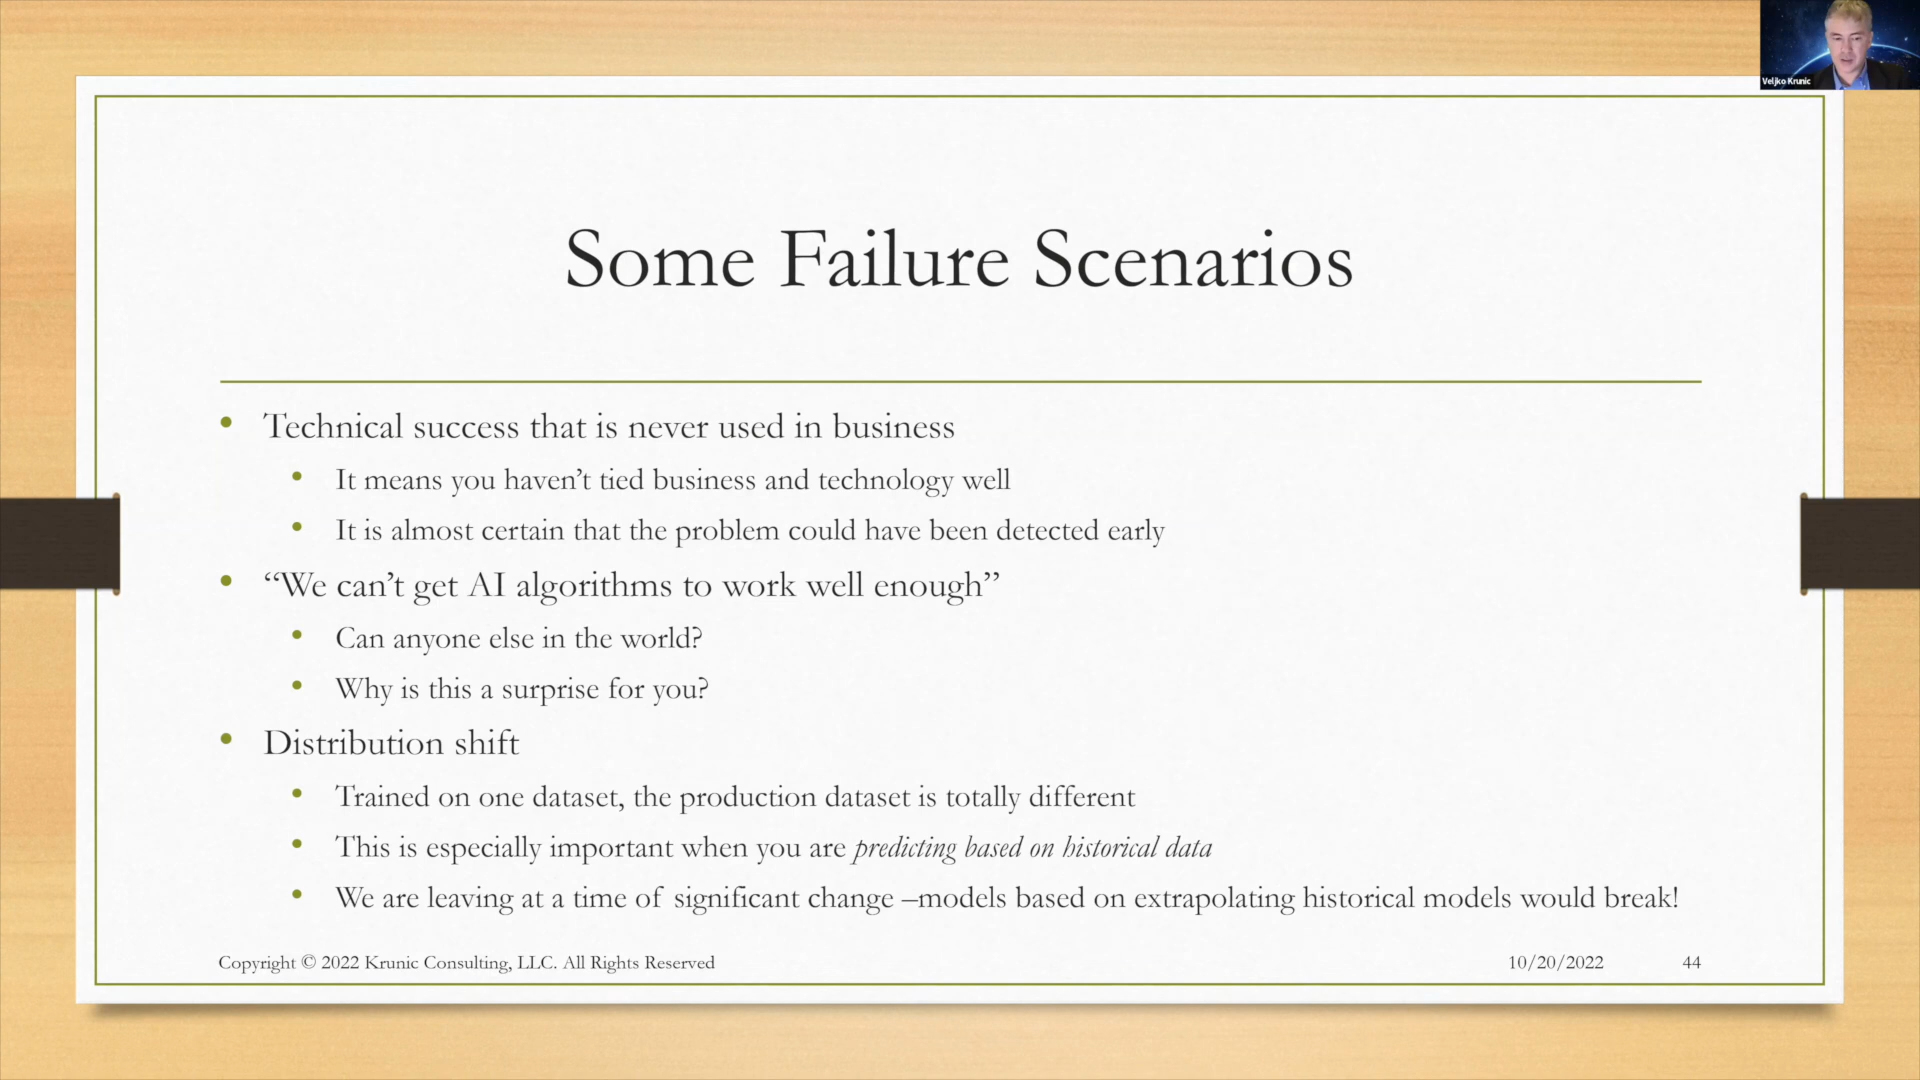 Veljko Krunic
Some Failure Scenarios
• Technical success that is never used in business
• It means you haven’t tied business and technology well
• It is almost certain that the problem could have been detected early
• “We can’t get AI algorithms to work well enough”
• Can anyone else in the world?
• Why is this a surprise for you?
• Distribution shift
• Trained on one dataset, the production dataset is totally different
• This is especially important when you are predicting based on historical data
• We are leaving at a time of significant change –models based on extrapolating historical models would break!
Copyright © 2022 Krunic Consulting, LLC. All Rights Reserved 10/20/2022 44